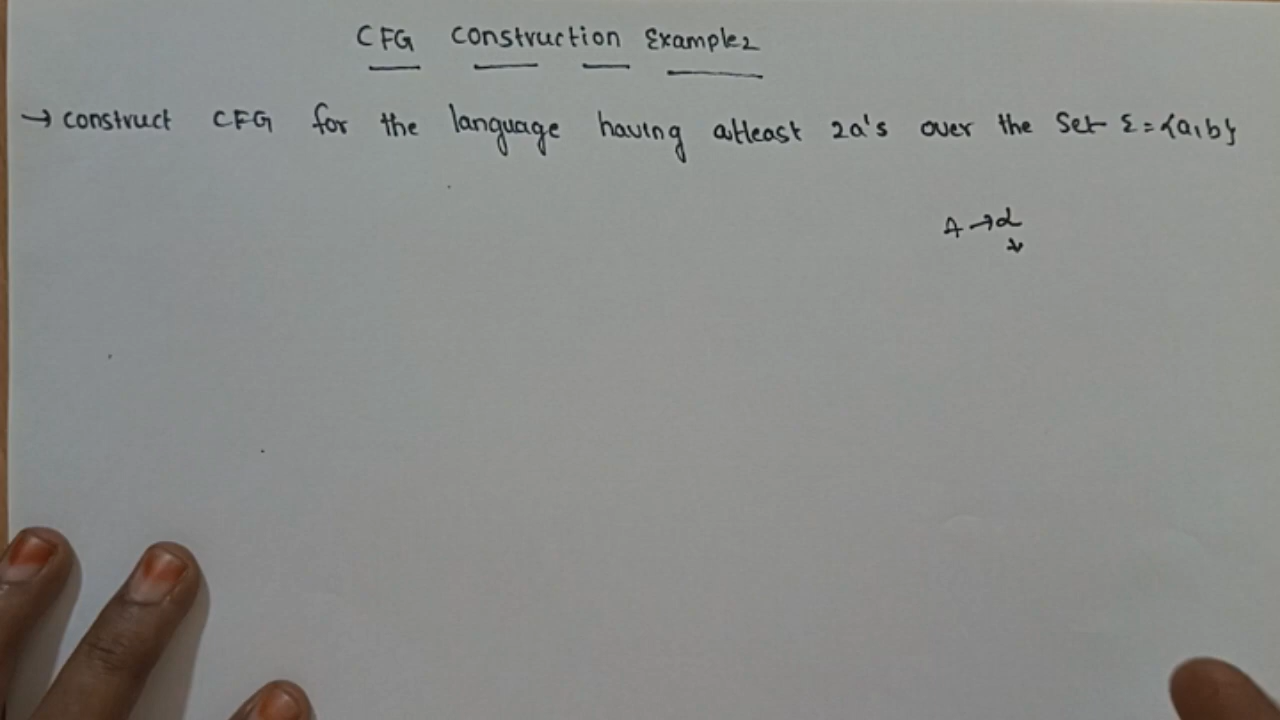 CFG construction Example2
→ construct CFG for the language having atleast 2a's over the set Σ = {a,b}
A → α